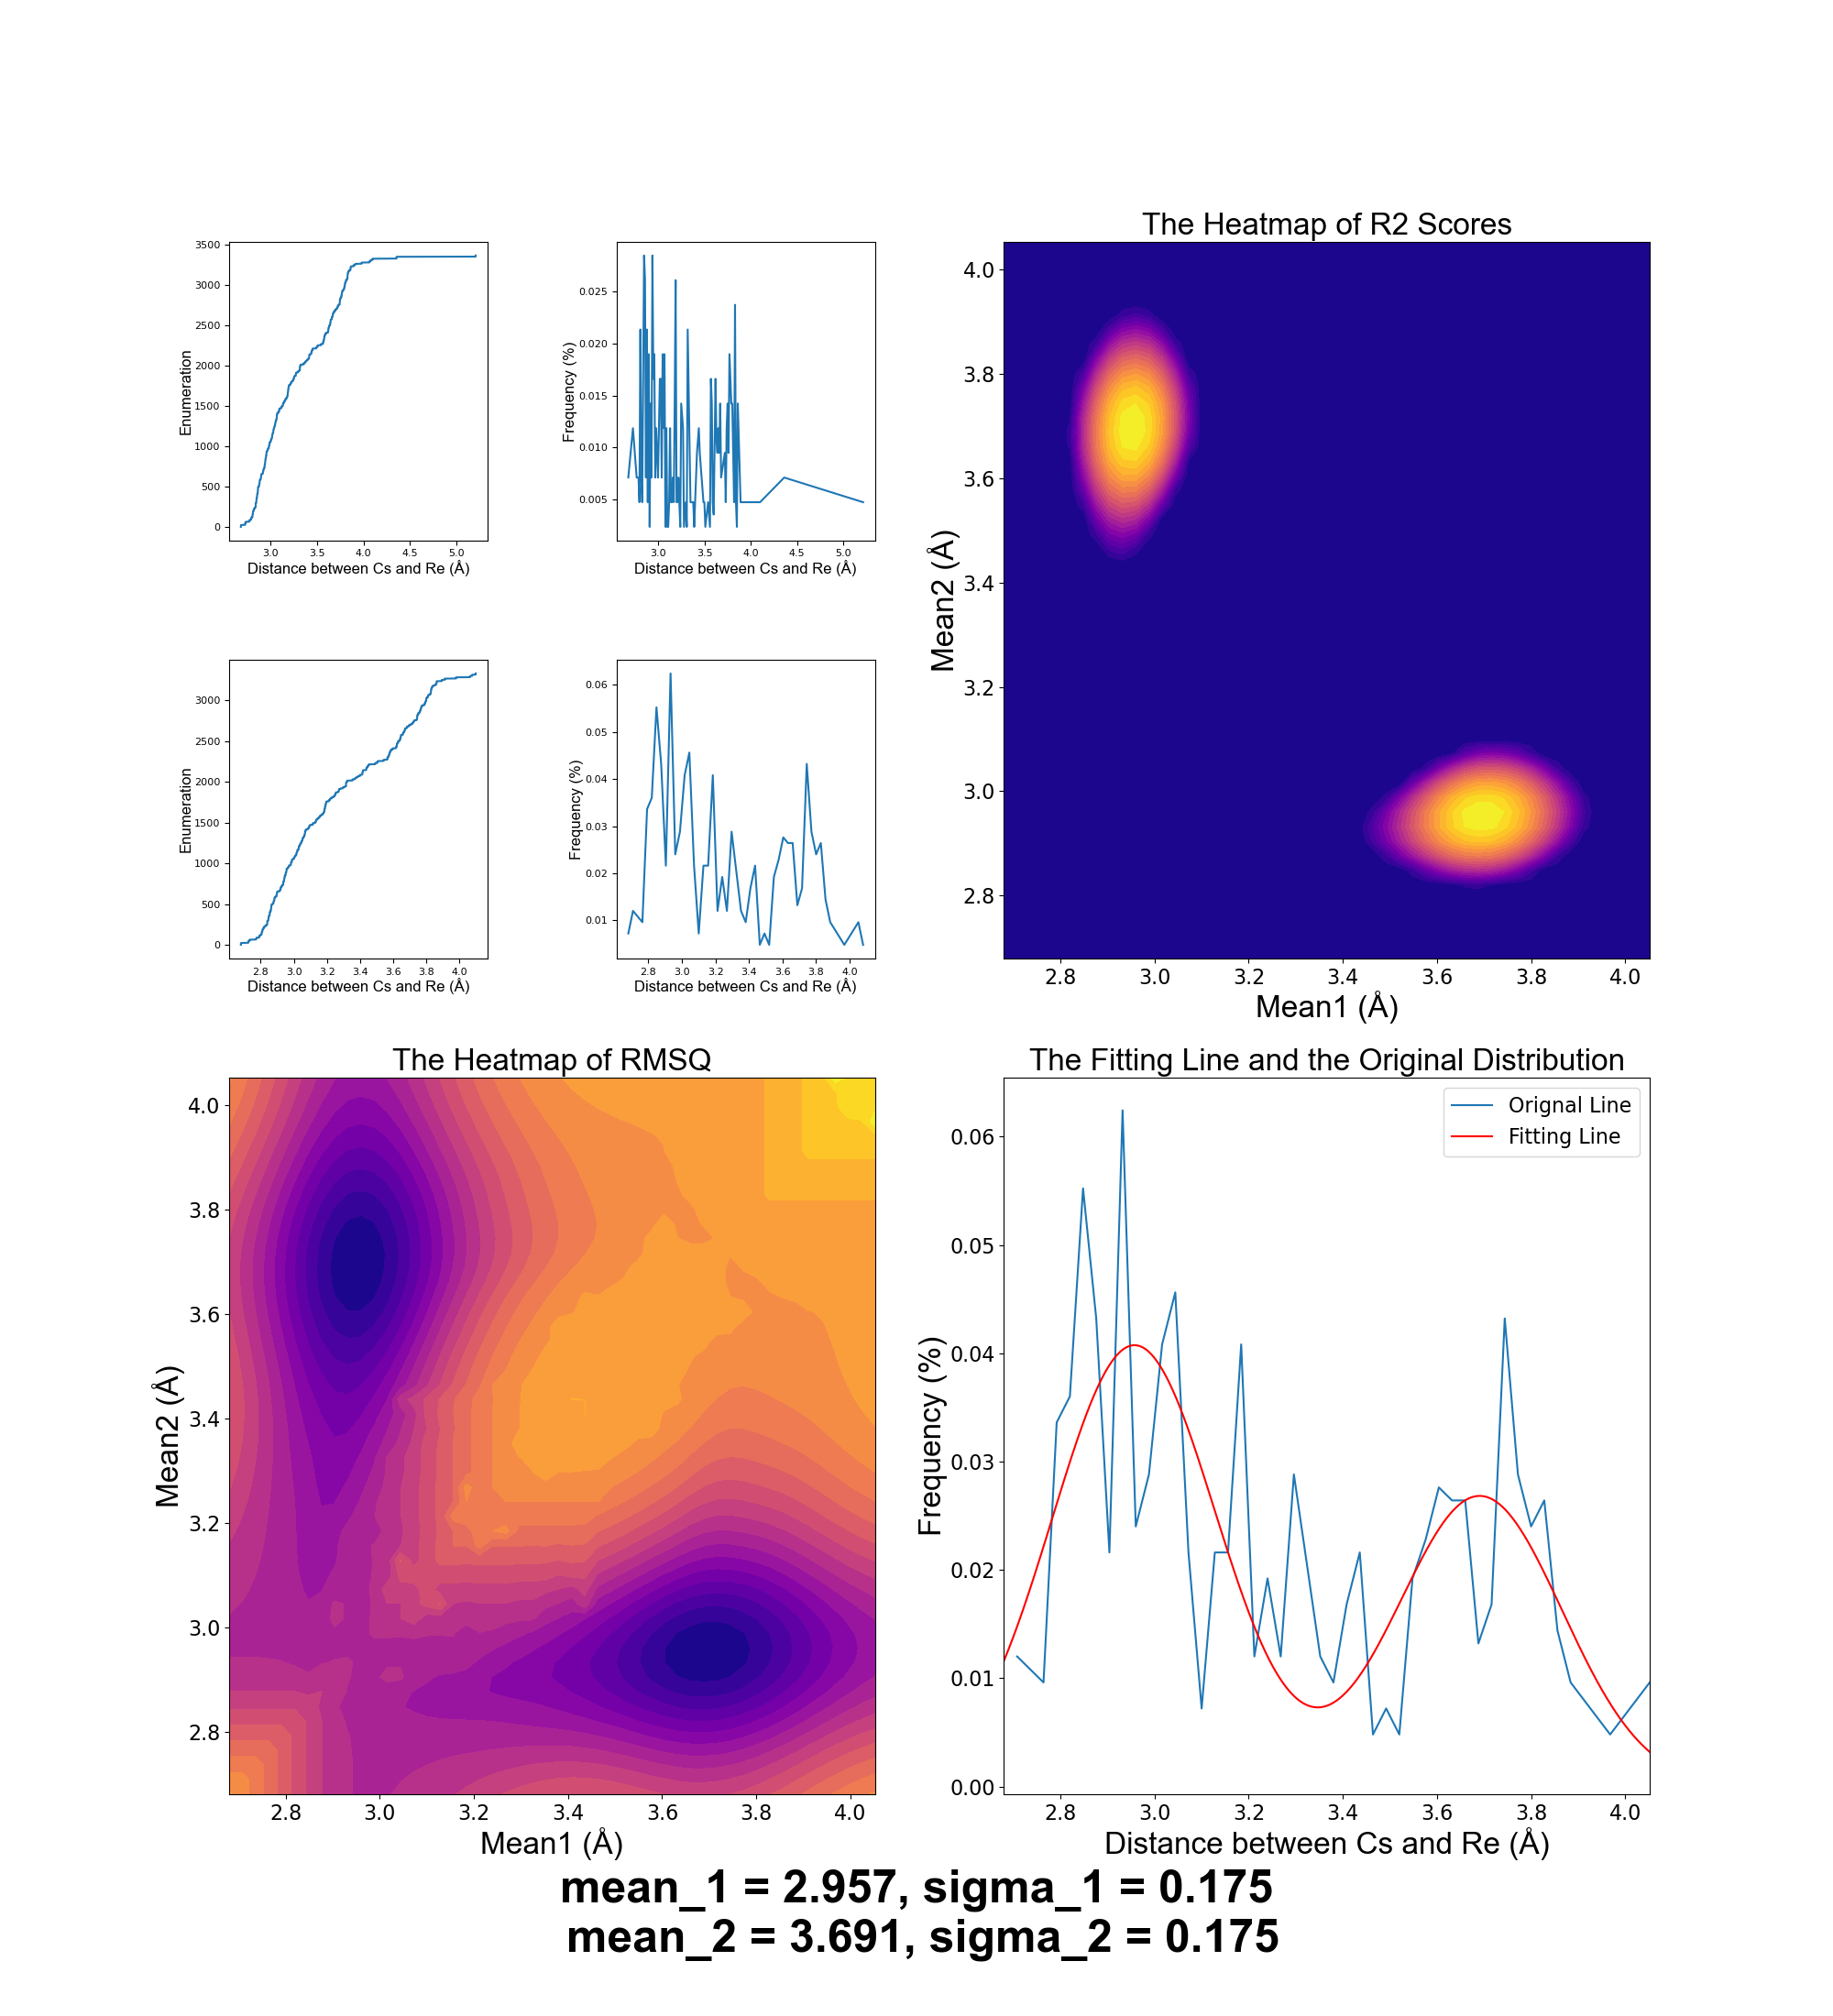 3500
3000
2500
2000
1500
1000
500
0
Enumeration
3.0 3.5 4.0 4.5 5.0
Distance between Cs and Re (Å)
0.025
0.020
0.015
0.010
0.005
Frequency (%)
3.0 3.5 4.0 4.5 5.0
Distance between Cs and Re (Å)
The Heatmap of R2 Scores
4.0
3.8
3.6
3.4
3.2
3.0
2.8
Mean2 (Å)
2.8 3.0 3.2 3.4 3.6 3.8 4.0
Mean1 (Å)
3000
2500
2000
1500
1000
500
0
Enumeration
2.8 3.0 3.2 3.4 3.6 3.8 4.0
Distance between Cs and Re (Å)
0.06
0.05
0.04
0.03
0.02
0.01
Frequency (%)
2.8 3.0 3.2 3.4 3.6 3.8 4.0
Distance between Cs and Re (Å)
The Heatmap of RMSQ
4.0
3.8
3.6
3.4
3.2
3.0
2.8
Mean2 (Å)
2.8 3.0 3.2 3.4 3.6 3.8 4.0
Mean1 (Å)
The Fitting Line and the Original Distribution
Orignal Line
Fitting Line
0.06
0.05
0.04
0.03
0.02
0.01
0.00
Frequency (%)
2.8 3.0 3.2 3.4 3.6 3.8 4.0
Distance between Cs and Re (Å)
mean_1 = 2.957, sigma_1 = 0.175
mean_2 = 3.691, sigma_2 = 0.175